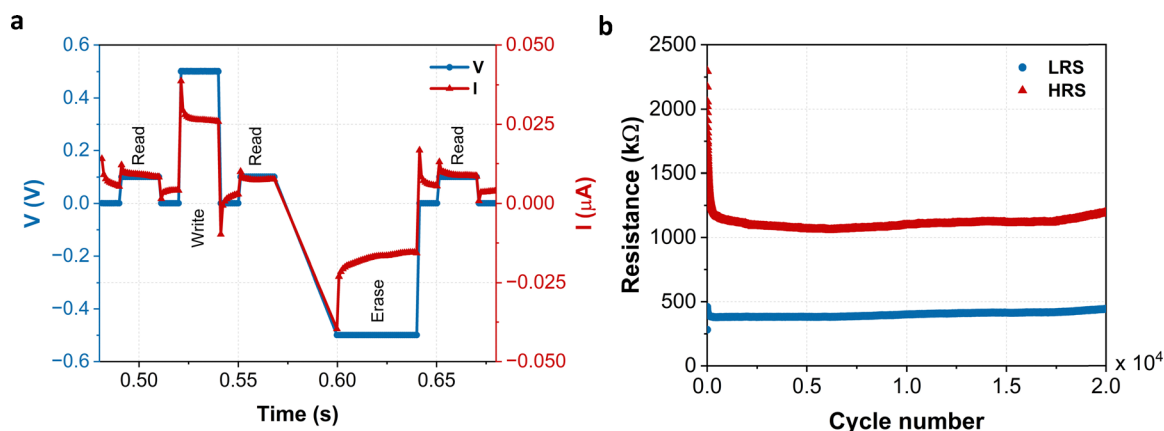 a
0.6
0.4
0.2
0.0
−0.2
−0.4
−0.6
V (V)
0.050
0.025
0.000
−0.025
−0.050
I (μA)
V
I
Read
Write
Read
Erase
Read
0.50
0.55
0.60
0.65
Time (s)
b
2500
2000
1500
1000
500
0
Resistance (kΩ)
LRS
HRS
0.0
0.5
1.0
1.5
2.0
x 10⁴
Cycle number